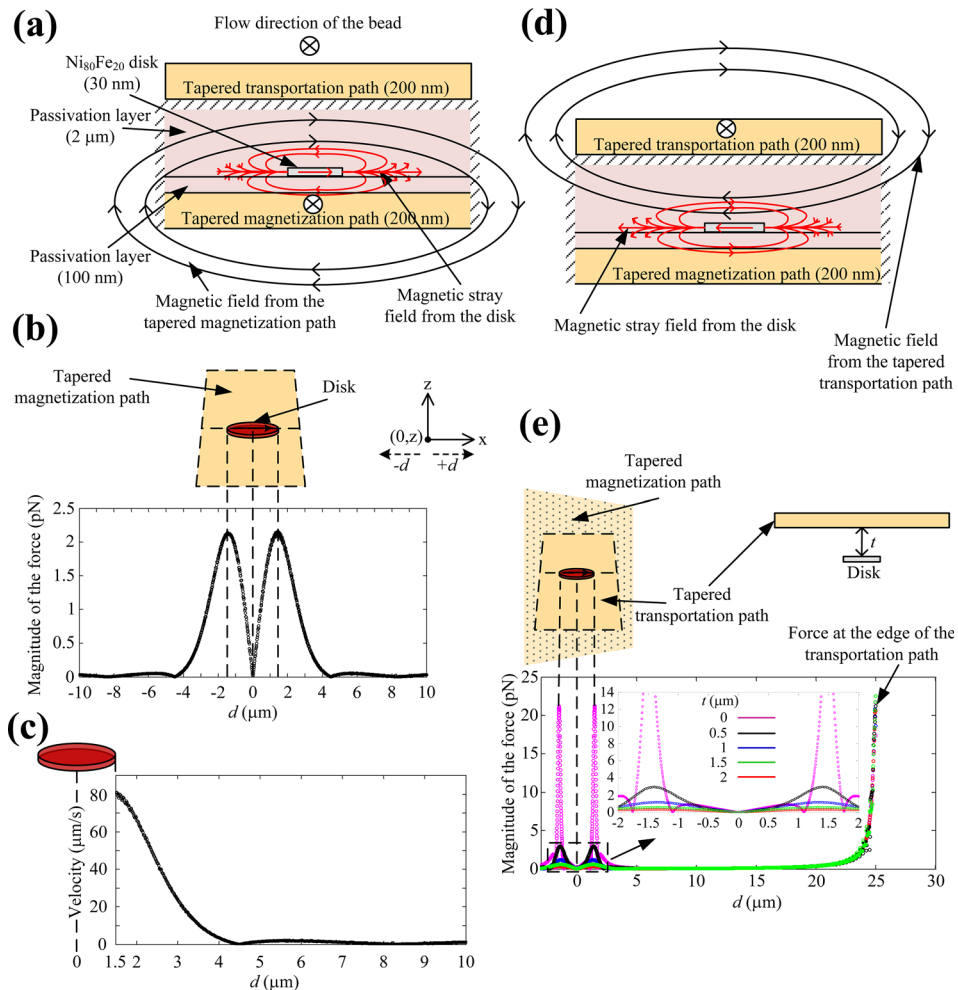 (a)
Flow direction of the bead
Ni80Fe20 disk
(30 nm)
Tapered transportation path (200 nm)
Passivation layer
(2 μm)
Tapered magnetization path (200 nm)
Passivation layer
(100 nm)
Magnetic field from the
tapered magnetization path
Magnetic stray
field from the disk
(d)
Tapered transportation path (200 nm)
Tapered magnetization path (200 nm)
Magnetic stray field from the disk
Magnetic field
from the tapered
transportation path
(b)
Tapered
magnetization path
Disk
z
(0,z)
x
-d
+d
Magnitude of the force (pN)
2.5
2
1.5
1
0.5
0
-10 -8 -6 -4 -2 0 2 4 6 8 10
d (μm)
(c)
Velocity (μm/s)
80
60
40
20
0
0 1.5 2 3 4 5 6 7 8 9 10
d (μm)
(e)
Tapered
magnetization path
t
Disk
Tapered
transportation path
Force at the edge of the
transportation path
Magnitude of the force (pN)
25
20
15
10
5
0
14
12
10
8
6
4
2
0
-2 -1.5 -1 -0.5 0 0.5 1 1.5 2
t (μm)
0
0.5
1
1.5
2
0 5 10 15 20 25 30
d (μm)